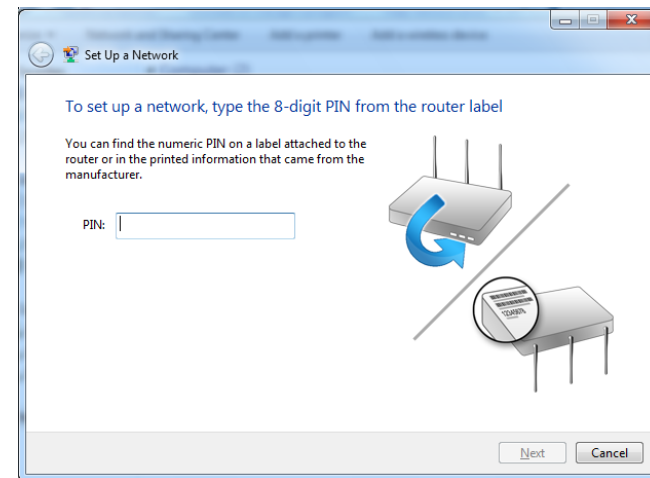 Set Up a Network
To set up a network, type the 8-digit PIN from the router label
You can find the numeric PIN on a label attached to the
router or in the printed information that came from the
manufacturer.
PIN:
12345678
Next
Cancel